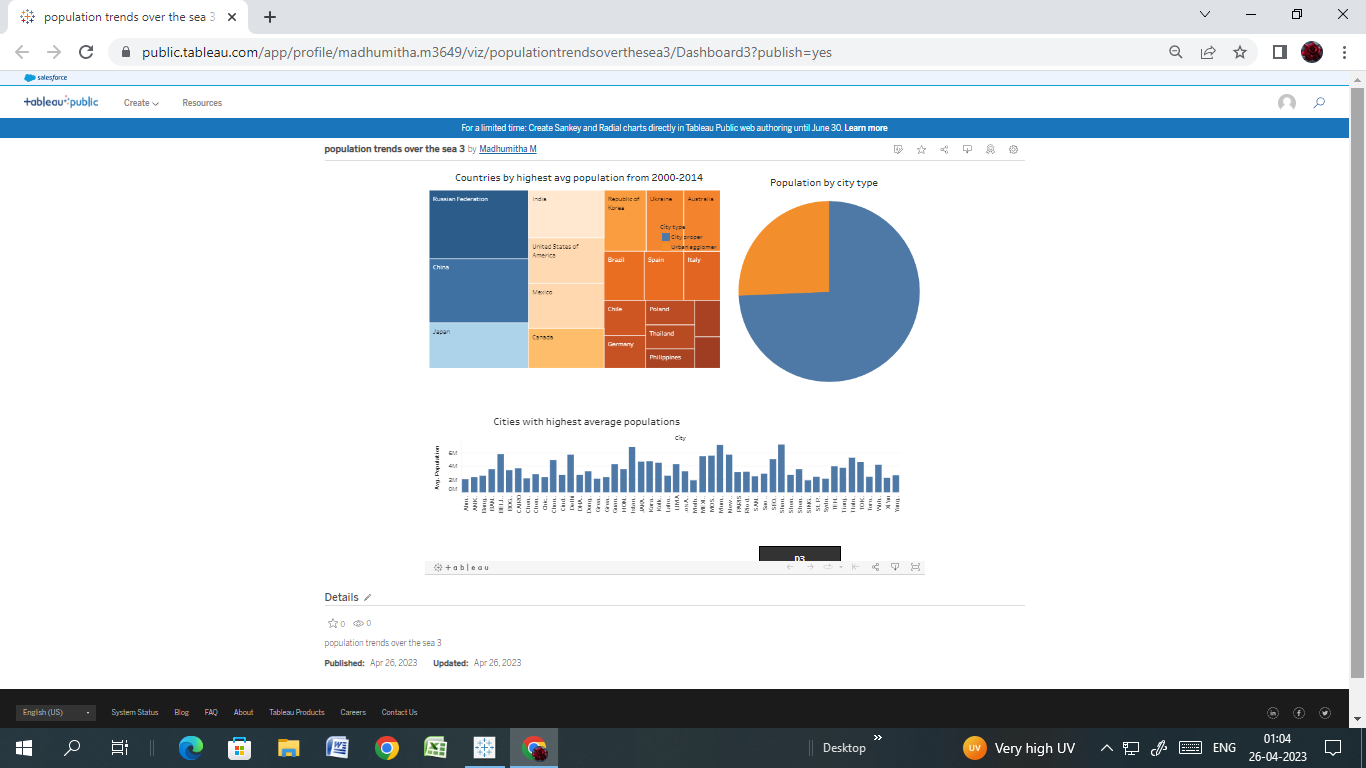 population trends over the sea 3
public.tableau.com/app/profile/madhumitha.m3649/viz/populationtrendsoverthesea3/Dashboard3?publish=yes
salesforce
+ableau public Create Resources
For a limited time: Create Sankey and Radial charts directly in Tableau Public web authoring until June 30. Learn more
population trends over the sea 3 by Madhumitha M
Countries by highest avg population from 2000-2014
Russian Federation
China
Japan
India
United States of
America
Mexico
Canada
Republic of
Korea
Ukraine
Australia
City type
City proper
Urban agglomer
Brazil
Spain
Italy
Chile
Germany
Poland
Thailand
Philippines
Population by city type
Cities with highest average populations
City
Avg. Population
6M
4M
2M
0M
CAIRO
Delhi
LIMA
PARIS
Xi'an
D3
+ a b l e a u
Details
0 0
population trends over the sea 3
Published: Apr 26, 2023 Updated: Apr 26, 2023
English (US) System Status Blog FAQ About Tableau Products Careers Contact Us
Desktop
UV Very high UV
ENG
01:04
26-04-2023